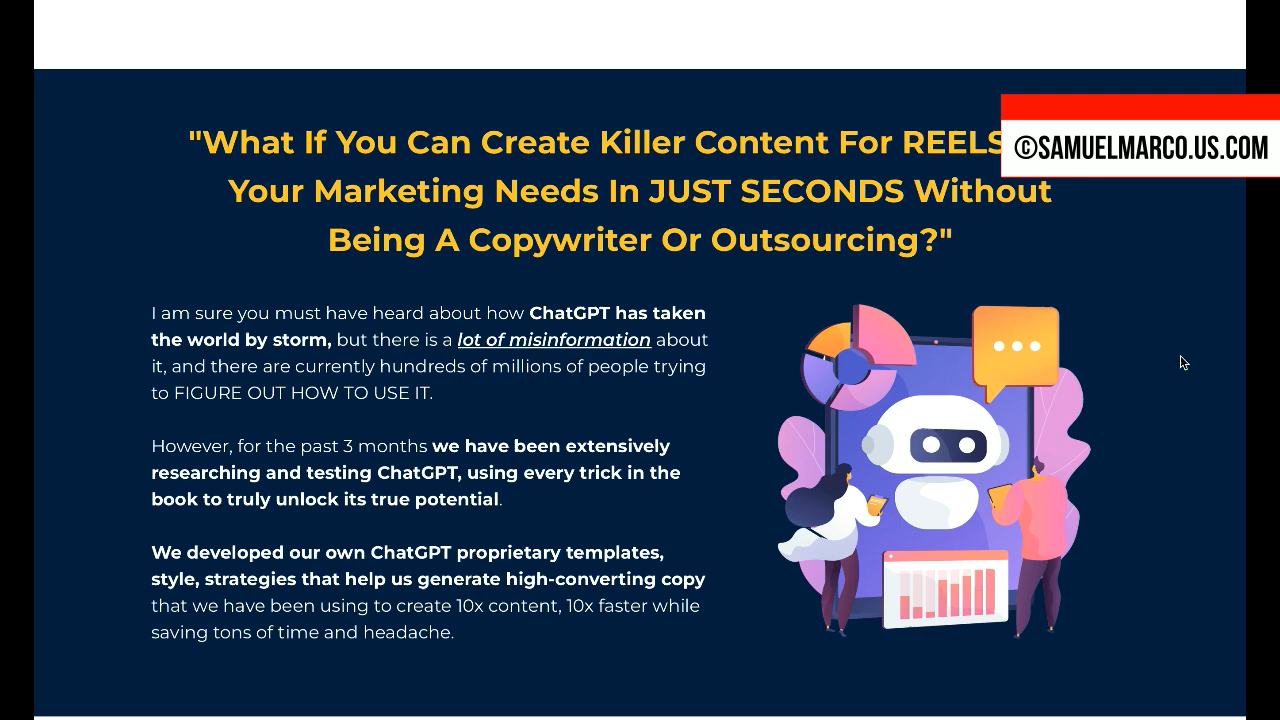 "What If You Can Create Killer Content For REELS
©SAMUELMARCO.US.COM
Your Marketing Needs In JUST SECONDS Without
Being A Copywriter Or Outsourcing?"
I am sure you must have heard about how ChatGPT has taken
the world by storm, but there is a lot of misinformation about
it, and there are currently hundreds of millions of people trying
to FIGURE OUT HOW TO USE IT.
However, for the past 3 months we have been extensively
researching and testing ChatGPT, using every trick in the
book to truly unlock its true potential.
We developed our own ChatGPT proprietary templates,
style, strategies that help us generate high-converting copy
that we have been using to create 10x content, 10x faster while
saving tons of time and headache.